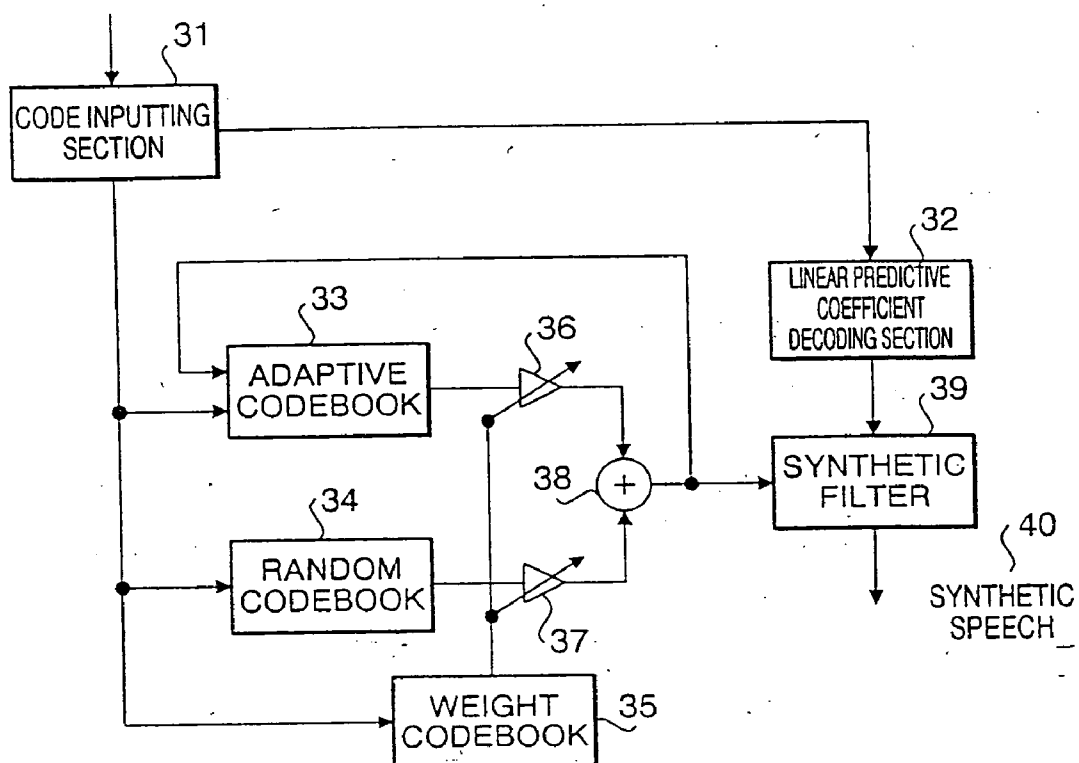 31
CODE INPUTTING
SECTION
32
LINEAR PREDICTIVE
COEFFICIENT
DECODING SECTION
33
ADAPTIVE
CODEBOOK
36
39
SYNTHETIC
FILTER
38
+
34
RANDOM
CODEBOOK
37
40
SYNTHETIC
SPEECH
WEIGHT
CODEBOOK
35